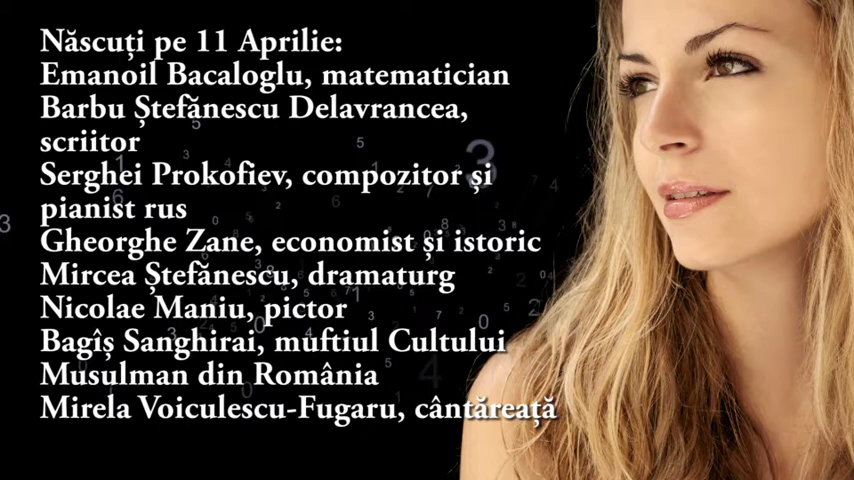 Născuți pe 11 Aprilie:
Emanoil Bacaloglu, matematician
Barbu Ștefănescu Delavrancea,
scriitor
Serghei Prokofiev, compozitor și
pianist rus
Gheorghe Zane, economist și istoric
Mircea Ștefănescu, dramaturg
Nicolae Maniu, pictor
Bagîș Sanghirai, muftiul Cultului
Musulman din România
Mirela Voiculescu-Fugaru, cântăreață